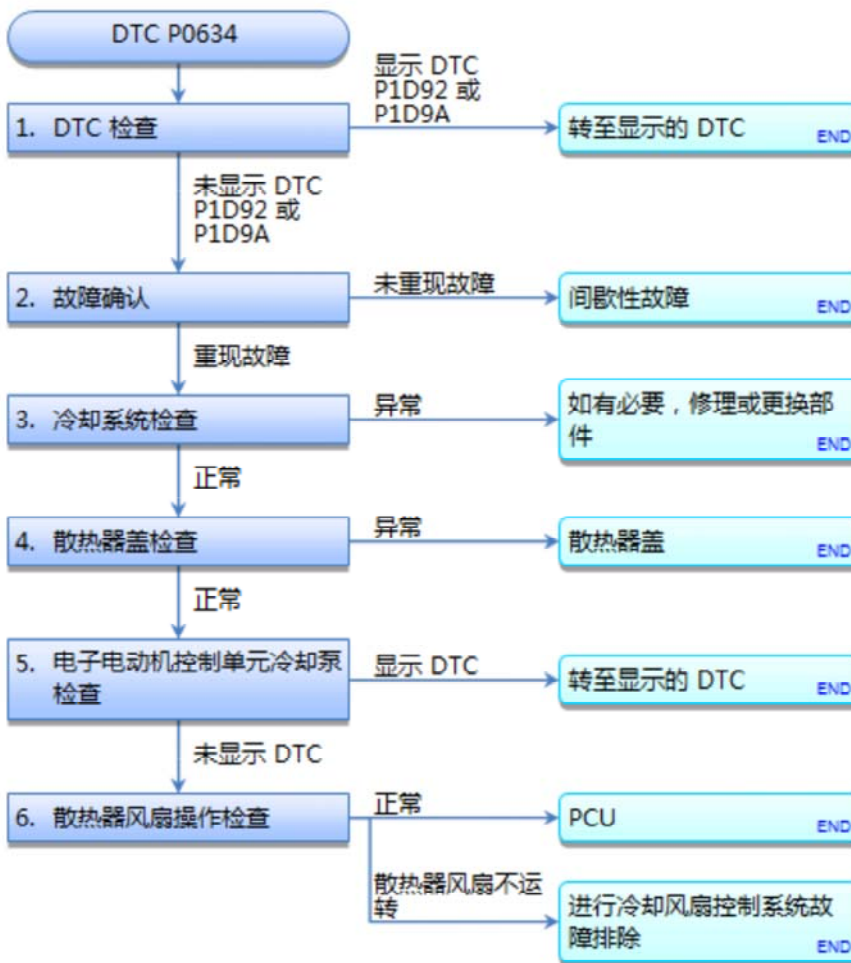 DTC P0634
显示 DTC
P1D92 或
P1D9A
1. DTC 检查
转至显示的 DTC
END
未显示 DTC
P1D92 或
P1D9A
2. 故障确认
未重现故障
间歇性故障
END
重现故障
3. 冷却系统检查
异常
如有必要，修理或更换部
件
END
正常
4. 散热器盖检查
异常
散热器盖
END
正常
5. 电子电动机控制单元冷却泵
检查
显示 DTC
转至显示的 DTC
END
未显示 DTC
6. 散热器风扇操作检查
正常
PCU
END
散热器风扇不运
转
进行冷却风扇控制系统故
障排除
END